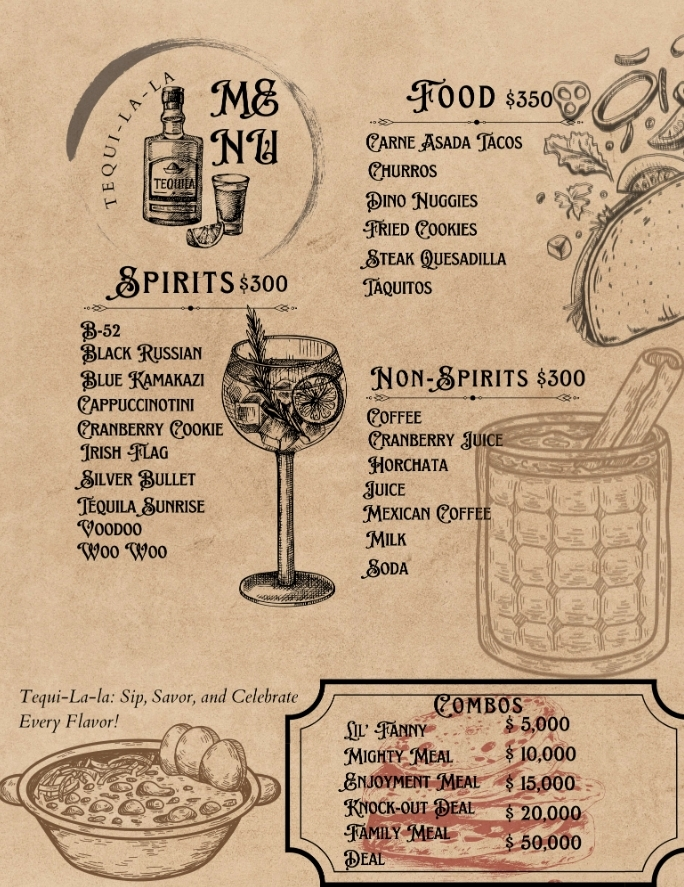 TEQUI-LA-LA
MENU
TEQUILA
SPIRITS $300
B-52
BLACK RUSSIAN
BLUE KAMAKAZI
CAPPUCCINOTINI
CRANBERRY COOKIE
IRISH FLAG
SILVER BULLET
TEQUILA SUNRISE
VOODOO
WOO WOO
FOOD $350
CARNE ASADA TACOS
CHURROS
DINO NUGGIES
FRIED COOKIES
STEAK QUESADILLA
TAQUITOS
NON-SPIRITS $300
COFFEE
CRANBERRY JUICE
HORCHATA
JUICE
MEXICAN COFFEE
MILK
SODA
Tequi-La-la: Sip, Savor, and Celebrate
Every Flavor!
COMBOS
LIL' FANNY $ 5,000
MIGHTY MEAL $ 10,000
ENJOYMENT MEAL $ 15,000
KNOCK-OUT DEAL $ 20,000
FAMILY MEAL $ 50,000
DEAL